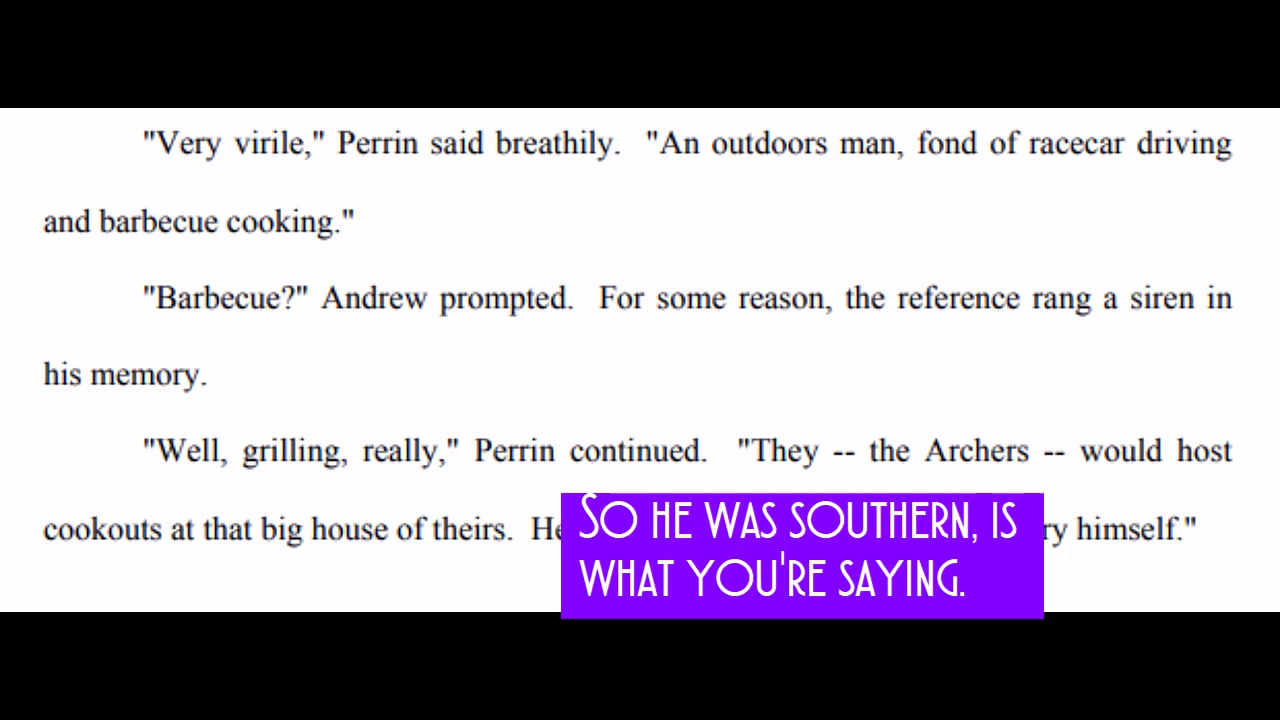 "Very virile," Perrin said breathily.  "An outdoors man, fond of racecar driving
and barbecue cooking."
"Barbecue?" Andrew prompted.  For some reason, the reference rang a siren in
his memory.
"Well, grilling, really," Perrin continued.  "They -- the Archers -- would host
cookouts at that big house of theirs.  He ry himself."
So he was southern, is
what you're saying.